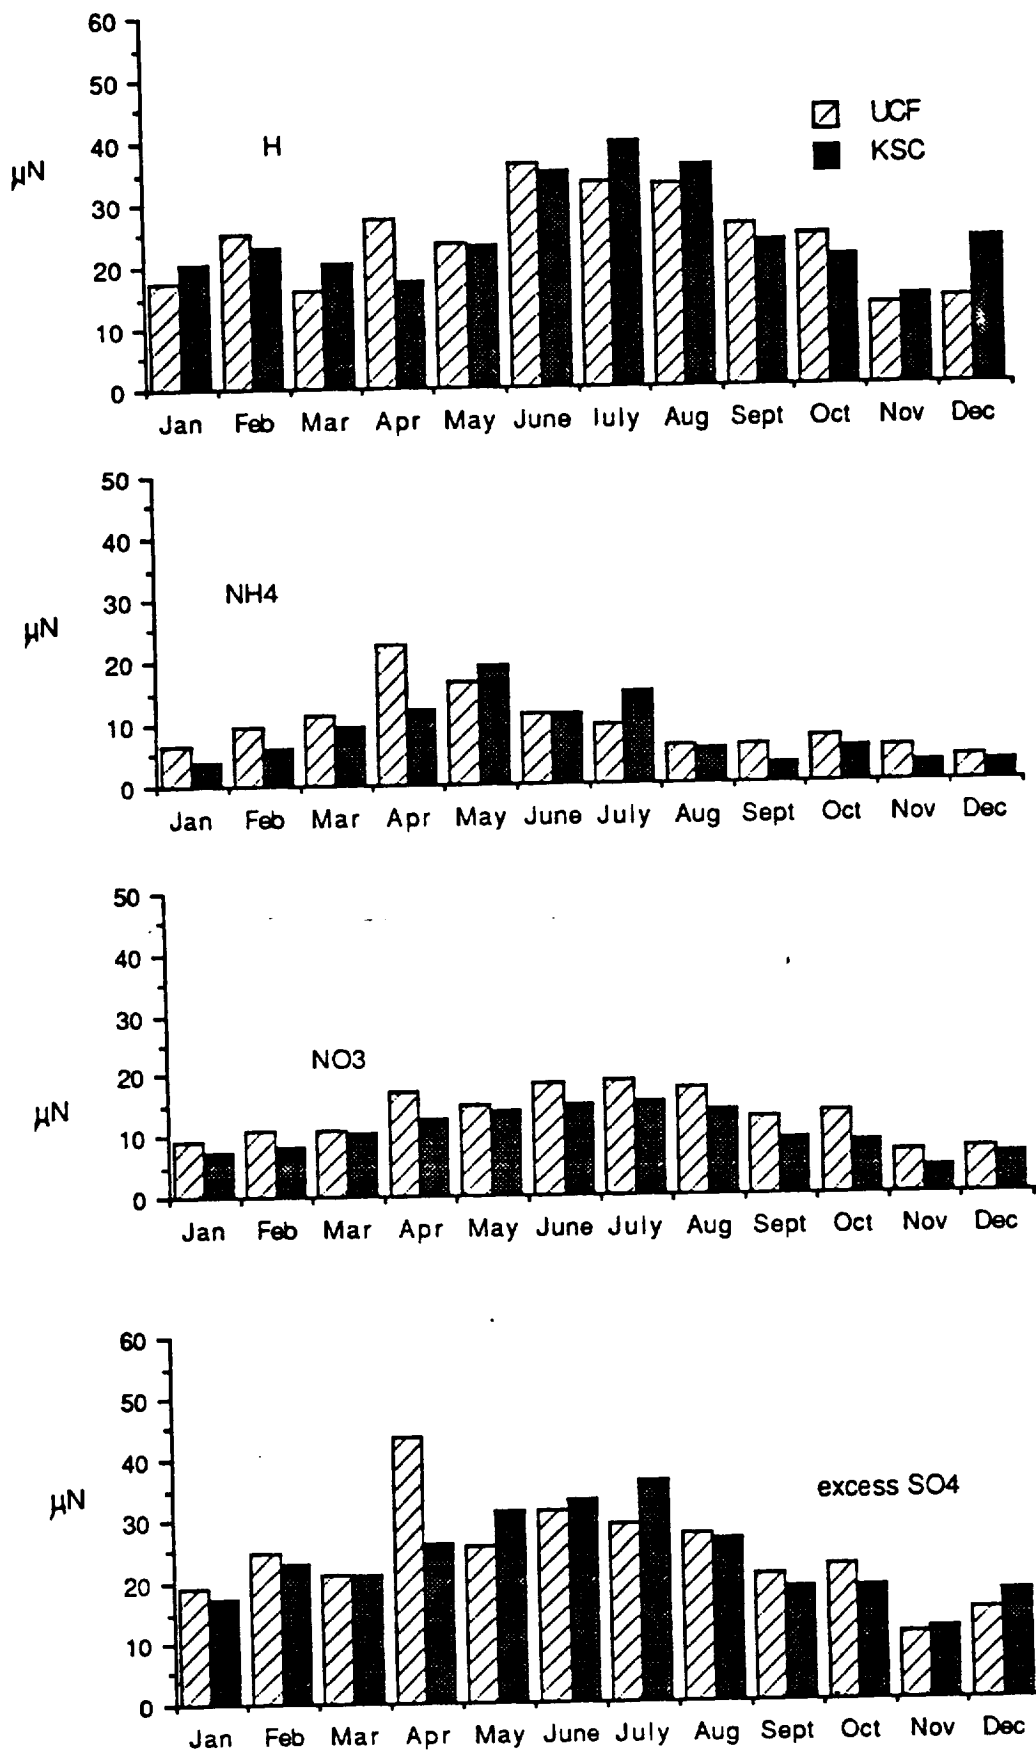 60
50
40
30
20
10
0
µN
H
UCF
KSC
Jan Feb Mar Apr May June Iuly Aug Sept Oct Nov Dec
50
40
30
20
10
0
µN
NH4
Jan Feb Mar Apr May June July Aug Sept Oct Nov Dec
50
40
30
20
10
0
µN
NO3
Jan Feb Mar Apr May June July Aug Sept Oct Nov Dec
60
50
40
30
20
10
0
µN
excess SO4
Jan Feb Mar Apr May June July Aug Sept Oct Nov Dec